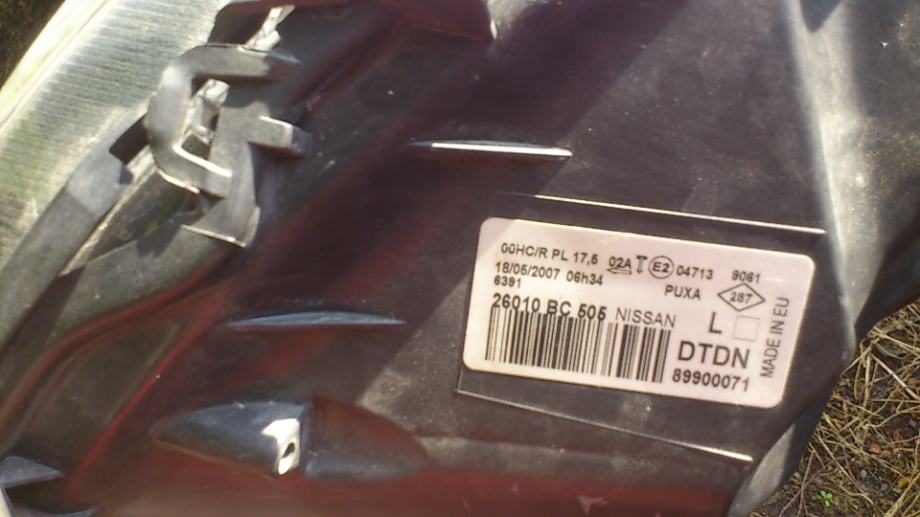 00HC/R PL 17,5 02A E2 04713 9061
18/05/2007 06h34 PUXA 287
6391
26010 BC 505 NISSAN L
DTDN
89900071
MADE IN EU